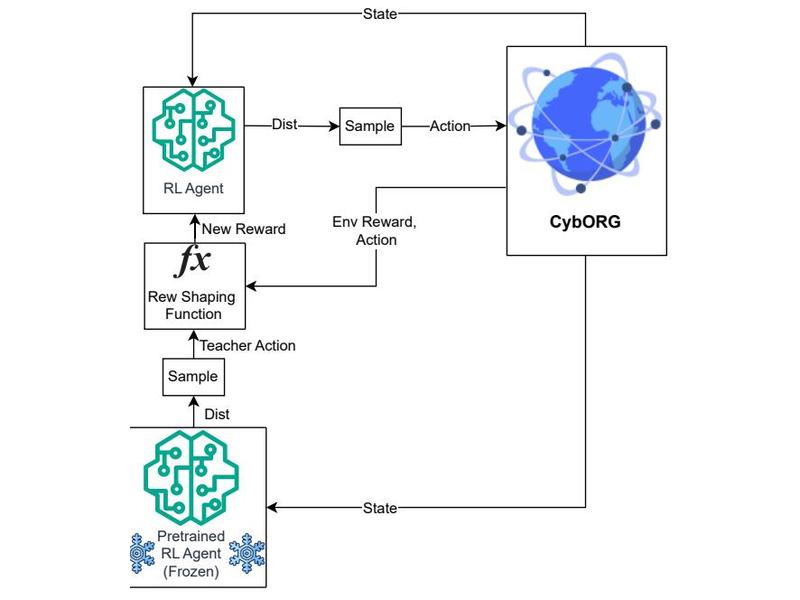 State
Dist
Sample
Action
RL Agent
CybORG
New Reward
Env Reward,
Action
fx
Rew Shaping
Function
Teacher Action
Sample
Dist
State
Pretrained
RL Agent
(Frozen)